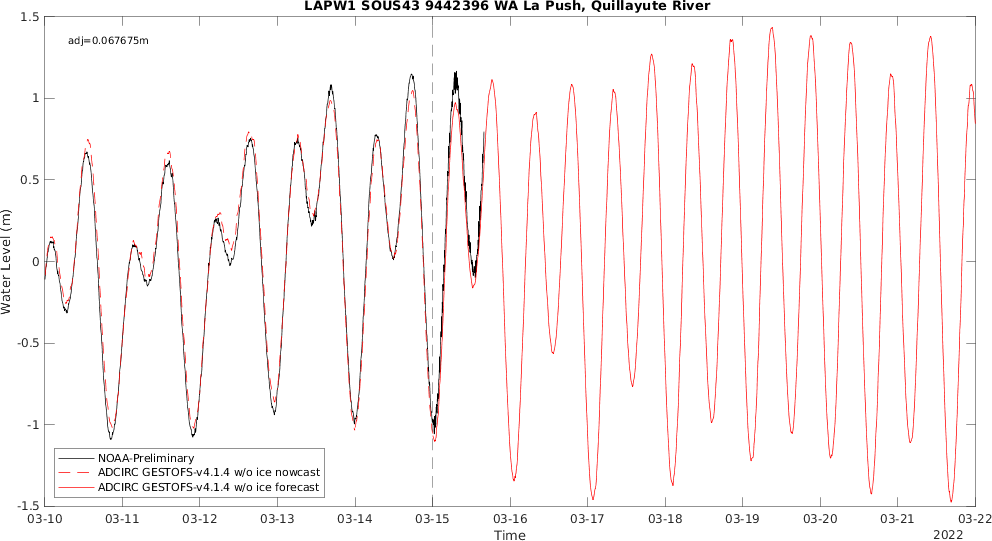 LAPW1 SOUS43 9442396 WA La Push, Quillayute River
1.5
adj=0.067675m
1
0.5
0
-0.5
-1
-1.5
Water Level (m)
NOAA-Preliminary
ADCIRC GESTOFS-v4.1.4 w/o ice nowcast
ADCIRC GESTOFS-v4.1.4 w/o ice forecast
03-10 03-11 03-12 03-13 03-14 03-15 03-16 03-17 03-18 03-19 03-20 03-21 03-22
Time
2022